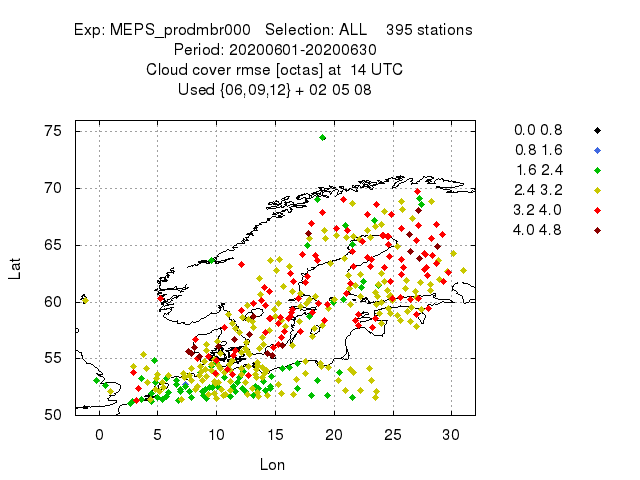 Exp: MEPS_prodmbr000   Selection: ALL    395 stations
Period: 20200601-20200630
Cloud cover rmse [octas] at  14 UTC
Used {06,09,12} + 02 05 08
0.0 0.8
0.8 1.6
1.6 2.4
2.4 3.2
3.2 4.0
4.0 4.8
75
70
65
60
55
50
Lat
0 5 10 15 20 25 30
Lon